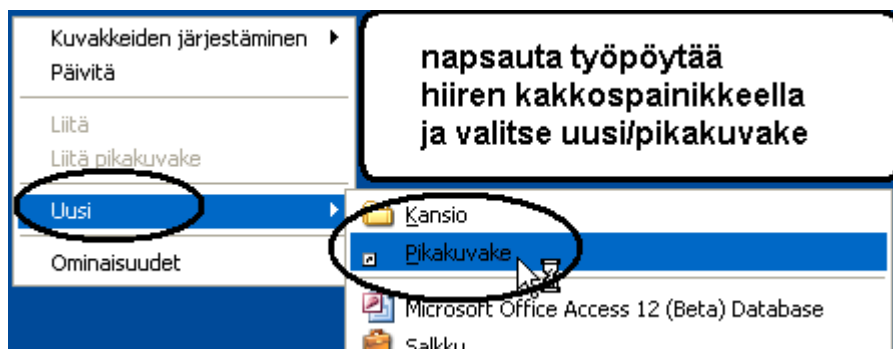 Kuvakkeiden järjestäminen
Päivitä
Liitä
Liitä pikakuvake
Uusi
Ominaisuudet
napsauta työpöytää
hiiren kakkospainikkeella
ja valitse uusi/pikakuvake
Kansio
Pikakuvake
Microsoft Office Access 12 (Beta) Database
Salkku